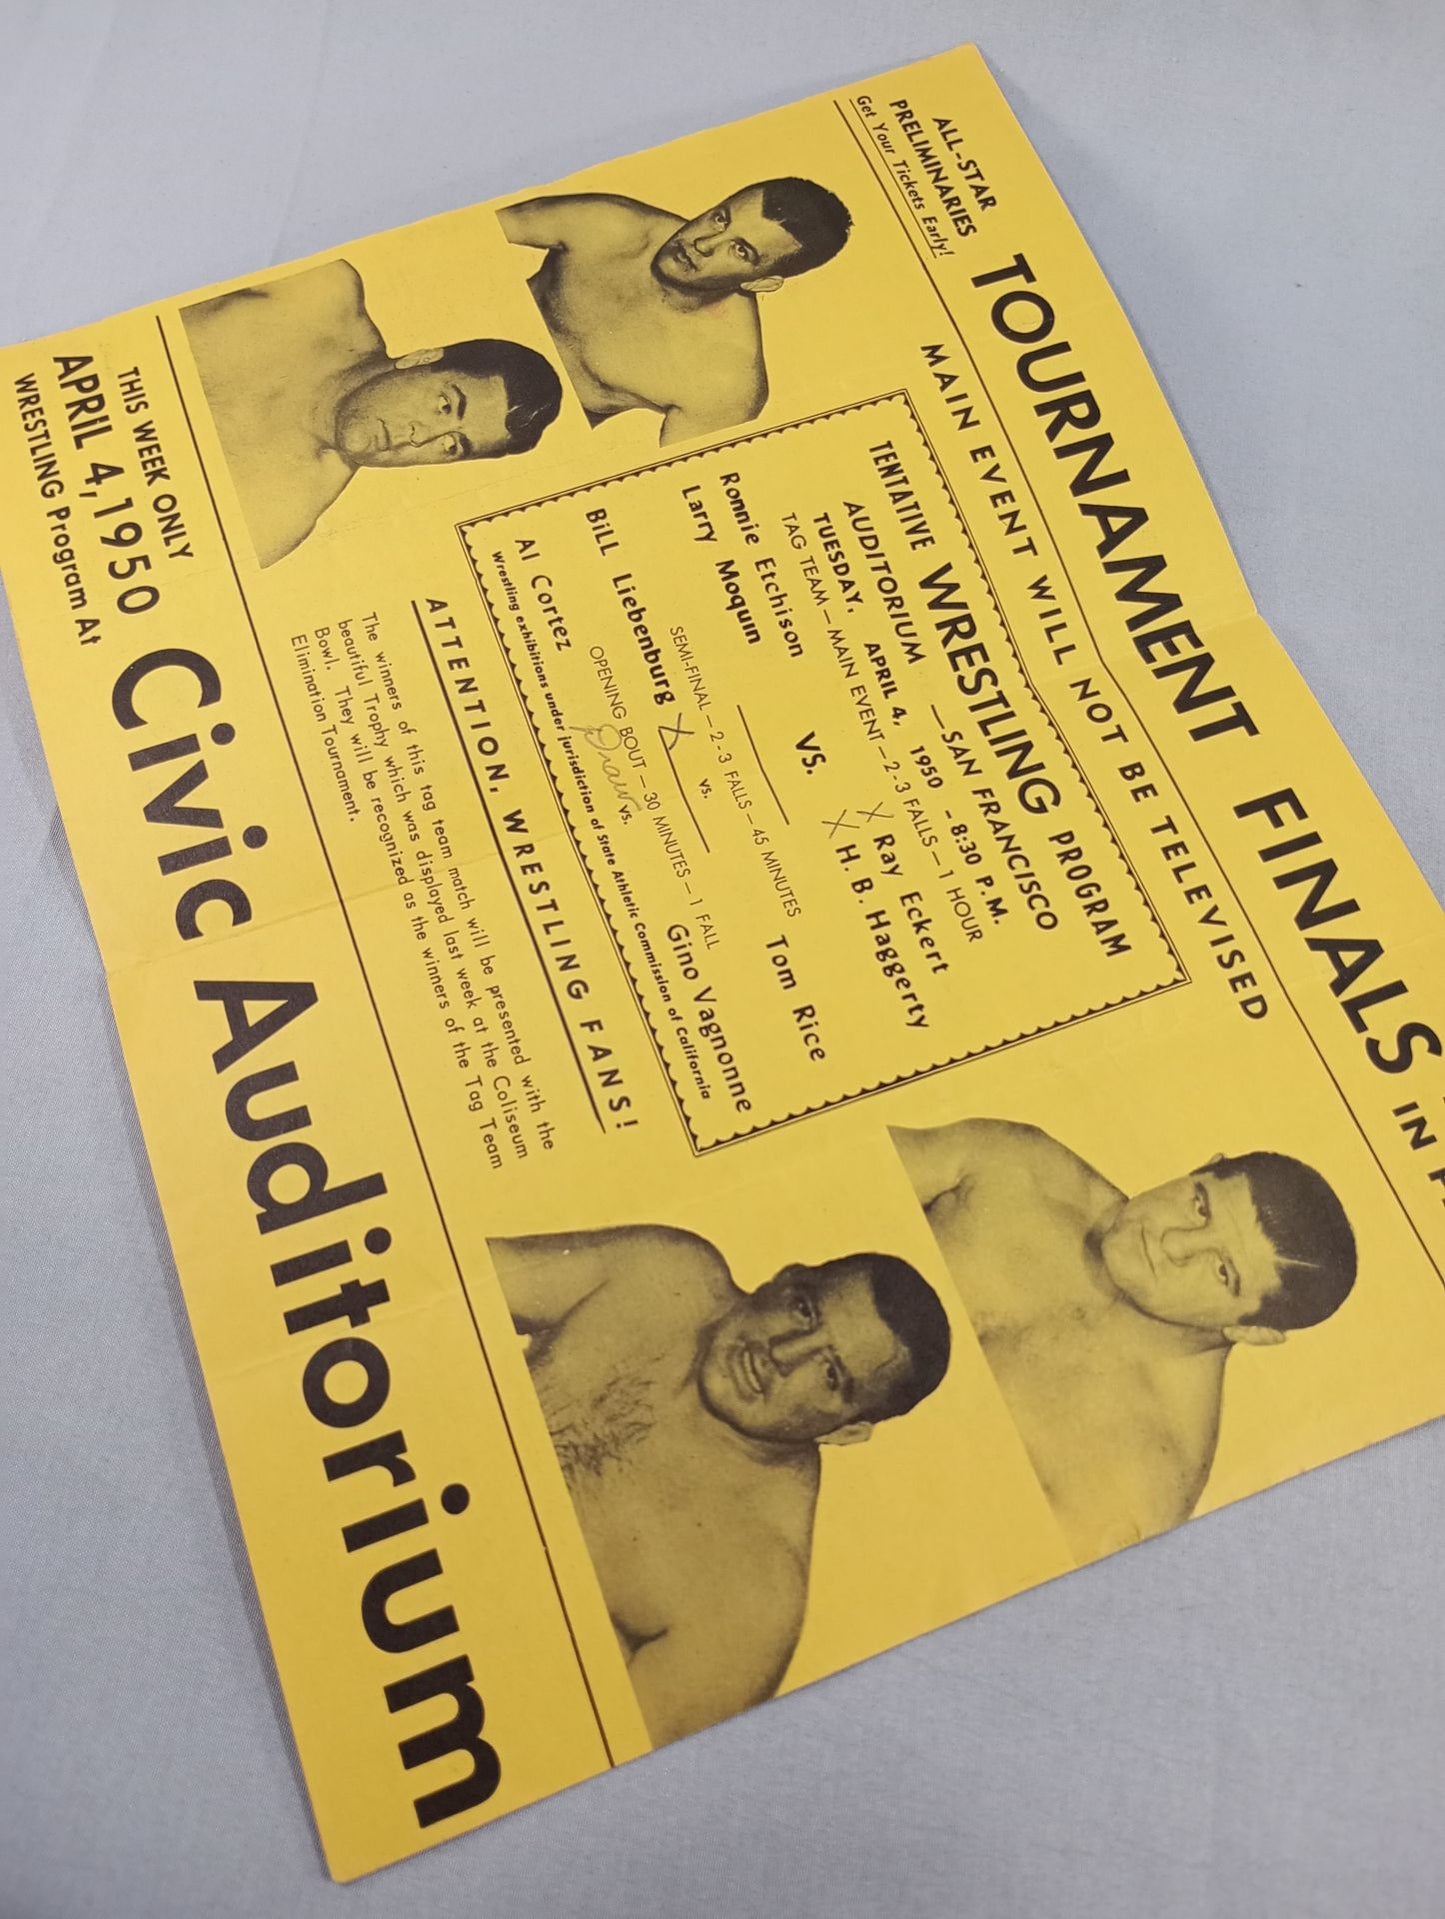 ALL-STAR
PRELIMINARIES
Get Your Tickets Early!
TOURNAMENT FINALS
IN
MAIN EVENT WILL NOT BE TELEVISED
TENTATIVE WRESTLING PROGRAM
AUDITORIUM — SAN FRANCISCO
TUESDAY, APRIL 4, 1950 - 8:30 P.M.
TAG TEAM — MAIN EVENT — 2-3 FALLS — 1 HOUR
Ronnie Etchison X Ray Eckert
VS.
Larry Moquin X H. B. Haggerty
SEMI-FINAL — 2-3 FALLS — 45 MINUTES
Bill Liebenburg X vs. Tom Rice
OPENING BOUT — 30 MINUTES — 1 FALL
Al Cortez Draw vs. Gino Vagnonne
Wrestling exhibitions under jurisdiction of State Athletic Commission of California
ATTENTION, WRESTLING FANS!
The winners of this tag team match will be presented with the
beautiful Trophy which was displayed last week at the Coliseum
Bowl. They will be recognized as the winners of the Tag Team
Elimination Tournament.
THIS WEEK ONLY
APRIL 4, 1950
WRESTLING Program At
Civic Auditorium